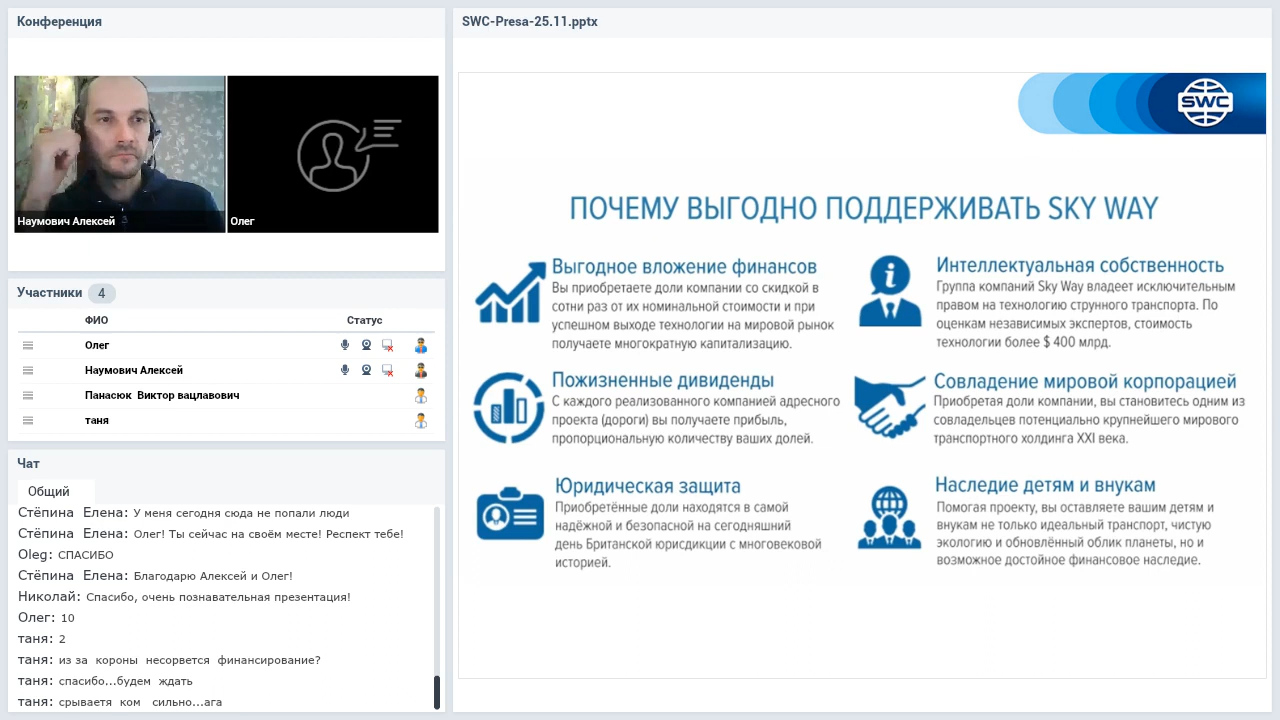 Конференция
Наумович Алексей
Олег
Участники 4
ФИО Статус
Олег
Наумович Алексей
Панасюк Виктор вацлавович
таня
Чат
Общий
Стёпина Елена: У меня сегодня сюда не попали люди
Стёпина Елена: Олег! Ты сейчас на своём месте! Респект тебе!
Oleg: СПАСИБО
Стёпина Елена: Благодарю Алексей и Олег!
Николай: Спасибо, очень познавательная презентация!
Олег: 10
таня: 2
таня: из за короны несорвется финансирование?
таня: спасибо...будем ждать
таня: срываетя ком сильно...ага
SWC-Presa-25.11.pptx
SWC
ПОЧЕМУ ВЫГОДНО ПОДДЕРЖИВАТЬ SKY WAY
Выгодное вложение финансов
Вы приобретаете доли компании со скидкой в
сотни раз от их номинальной стоимости и при
успешном выходе технологии на мировой рынок
получаете многократную капитализацию.
Пожизненные дивиденды
С каждого реализованного компанией адресного
проекта (дороги) вы получаете прибыль,
пропорциональную количеству ваших долей.
Юридическая защита
Приобретённые доли находятся в самой
надёжной и безопасной на сегодняшний
день Британской юрисдикции с многовековой
историей.
Интеллектуальная собственность
Группа компаний Sky Way владеет исключительным
правом на технологию струнного транспорта. По
оценкам независимых экспертов, стоимость
технологии более $ 400 млрд.
Совладение мировой корпорацией
Приобретая доли компании, вы становитесь одним из
совладельцев потенциально крупнейшего мирового
транспортного холдинга XXI века.
Наследие детям и внукам
Помогая проекту, вы оставляете вашим детям и
внукам не только идеальный транспорт, чистую
экологию и обновлённый облик планеты, но и
возможное достойное финансовое наследие.